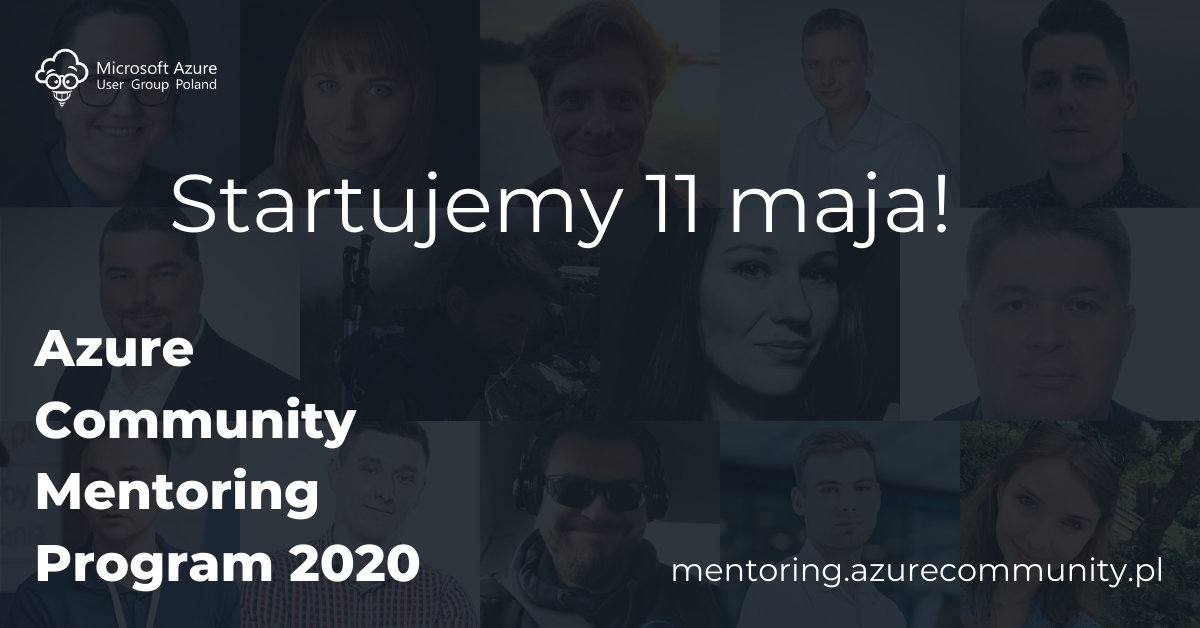 Microsoft Azure
User Group Poland
Startujemy 11 maja!
Azure
Community
Mentoring
Program 2020
mentoring.azurecommunity.pl